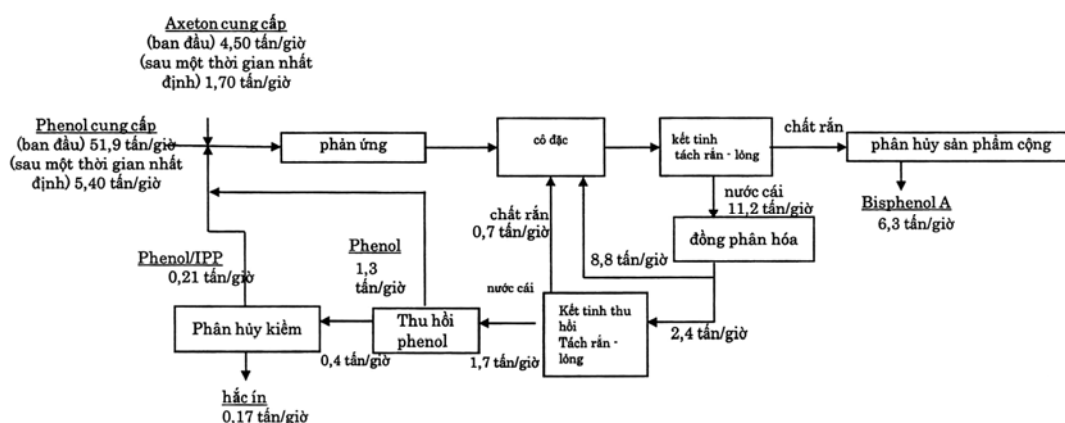 Axeton cung cấp
(ban đầu) 4,50 tấn/giờ
(sau một thời gian nhất
định) 1,70 tấn/giờ
Phenol cung cấp
(ban đầu) 51,9 tấn/giờ
(sau một thời gian nhất
định) 5,40 tấn/giờ
phản ứng
cô đặc
kết tinh
tách rắn - lỏng
chất rắn
phân hủy sản phẩm cộng
Bisphenol A
6,3 tấn/giờ
nước cái
11,2 tấn/giờ
đồng phân hóa
chất rắn
0,7 tấn/giờ
8,8 tấn/giờ
2,4 tấn/giờ
Kết tinh thu
hồi
Tách rắn -
lỏng
nước cái
1,7 tấn/giờ
Thu hồi
phenol
Phenol
1,3
tấn/giờ
0,4 tấn/giờ
Phenol/IPP
0,21 tấn/giờ
Phân hủy kiềm
hắc ín
0,17 tấn/giờ